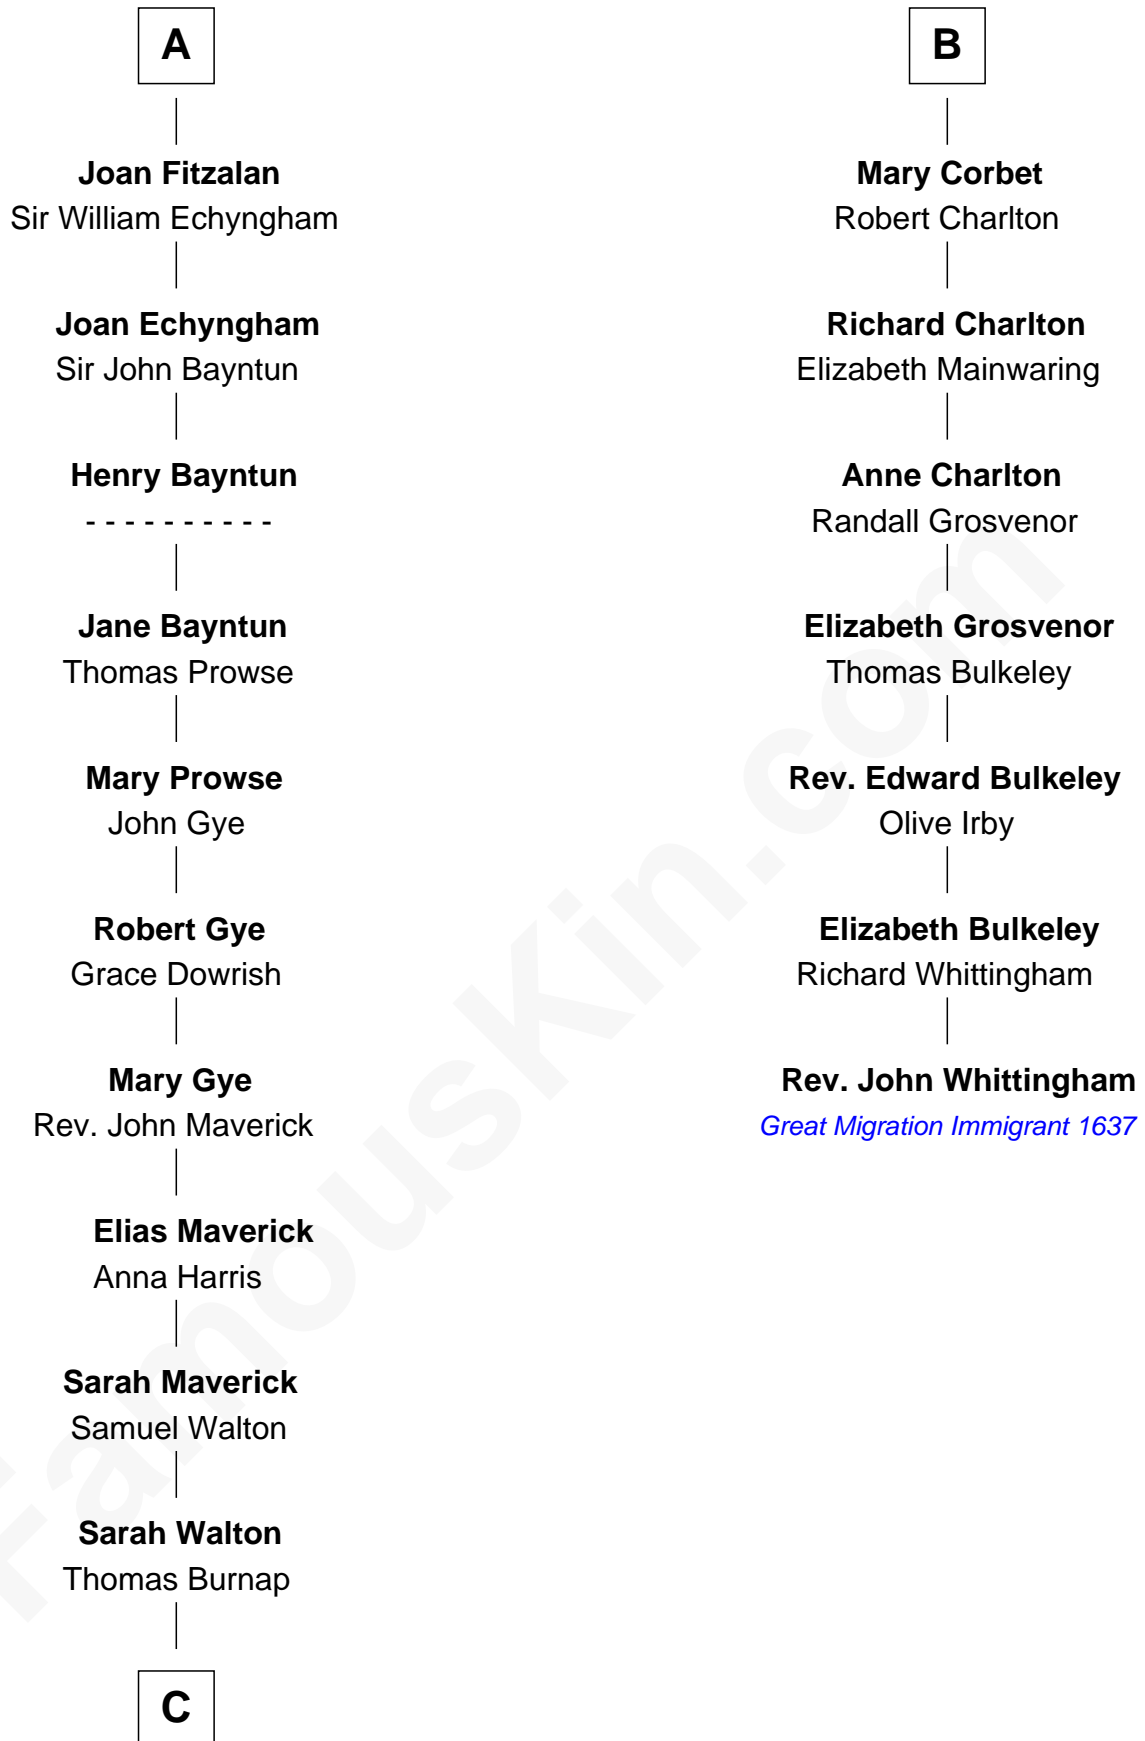 A
Joan Fitzalan
Sir William Echyngham
Joan Echyngham
Sir John Bayntun
Henry Bayntun
- - - - - - - - - -
Jane Bayntun
Thomas Prowse
Mary Prowse
John Gye
Robert Gye
Grace Dowrish
Mary Gye
Rev. John Maverick
Elias Maverick
Anna Harris
Sarah Maverick
Samuel Walton
Sarah Walton
Thomas Burnap
C
B
Mary Corbet
Robert Charlton
Richard Charlton
Elizabeth Mainwaring
Anne Charlton
Randall Grosvenor
Elizabeth Grosvenor
Thomas Bulkeley
Rev. Edward Bulkeley
Olive Irby
Elizabeth Bulkeley
Richard Whittingham
Rev. John Whittingham
Great Migration Immigrant 1637
FamousKin.com